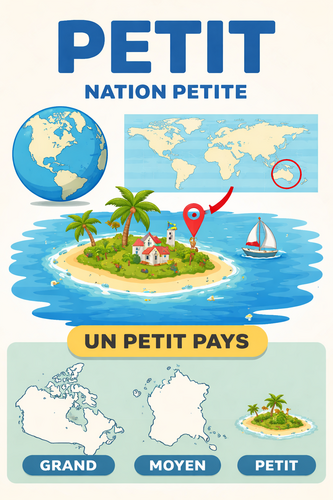 PETIT
NATION PETITE
UN PETIT PAYS
GRAND
MOYEN
PETIT